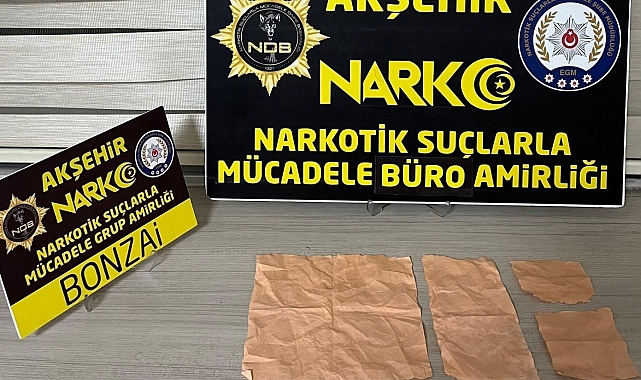 AKŞEHİR
NDB
NARKO
EGM
NARKOTİK SUÇLARLA
MÜCADELE BÜRO AMİRLİĞİ
AKŞEHİR
NARKO
NDB
NARKOTİK SUÇLARLA
MÜCADELE GRUP AMİRLİĞİ
BONZAİ